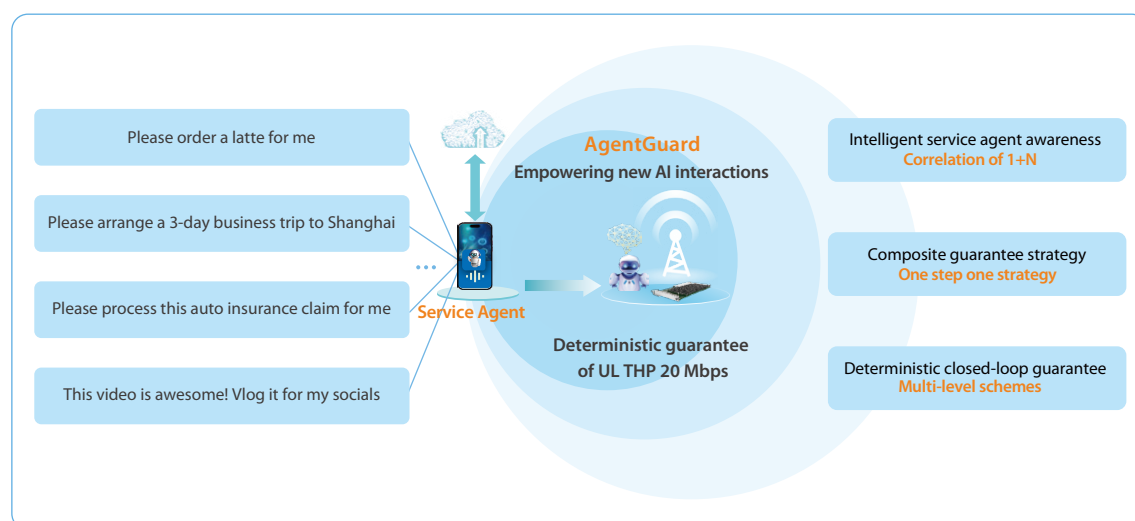 Please order a latte for me
Please arrange a 3-day business trip to Shanghai
Please process this auto insurance claim for me
This video is awesome! Vlog it for my socials
...
Service Agent
AgentGuard
Empowering new AI interactions
Deterministic guarantee
of UL THP 20 Mbps
Intelligent service agent awareness
Correlation of 1+N
Composite guarantee strategy
One step one strategy
Deterministic closed-loop guarantee
Multi-level schemes